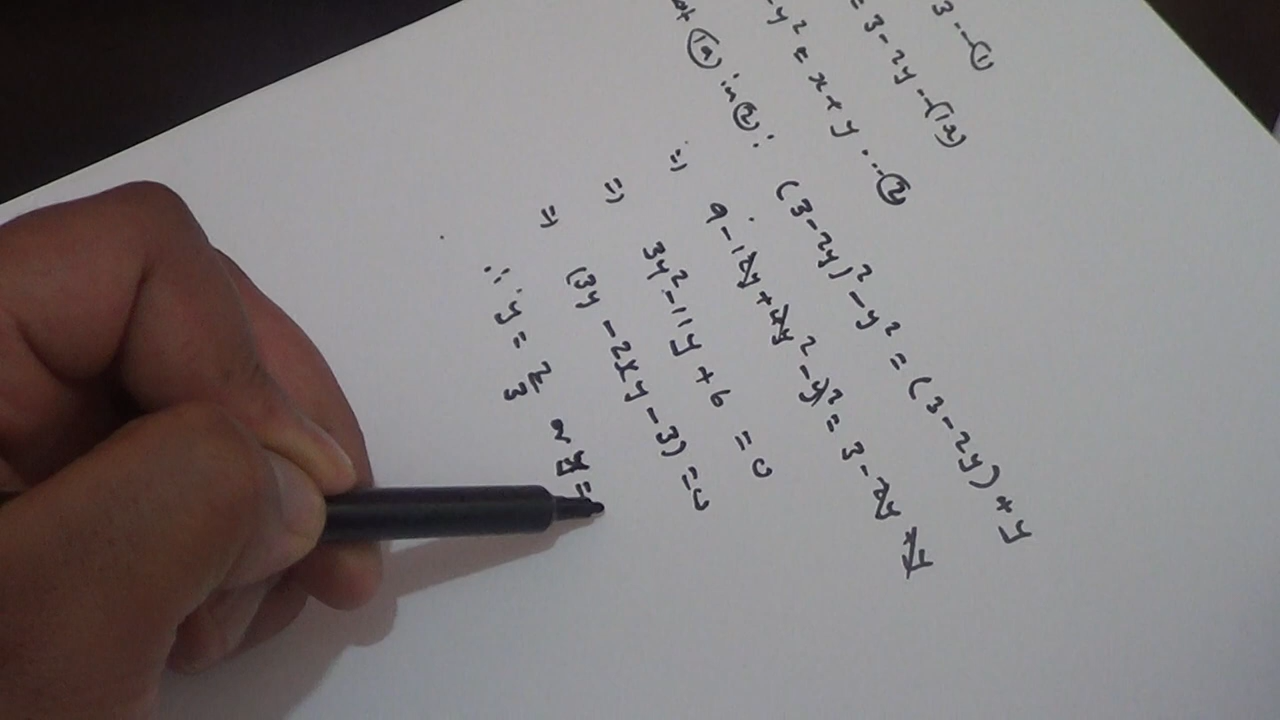 3 -- ①
= 3 - 2y - (1a)
- y² = x + y ... ②
(1a) in ② : (3 - 2y)² - y² = (3 - 2y) + y
=) 9 - 12y + 4y² - y² = 3 - 2y + y
=) 3y² - 11y + 6 = 0
=) (3y - 2)(y - 3) = 0
∴ y = 2/3 or y =